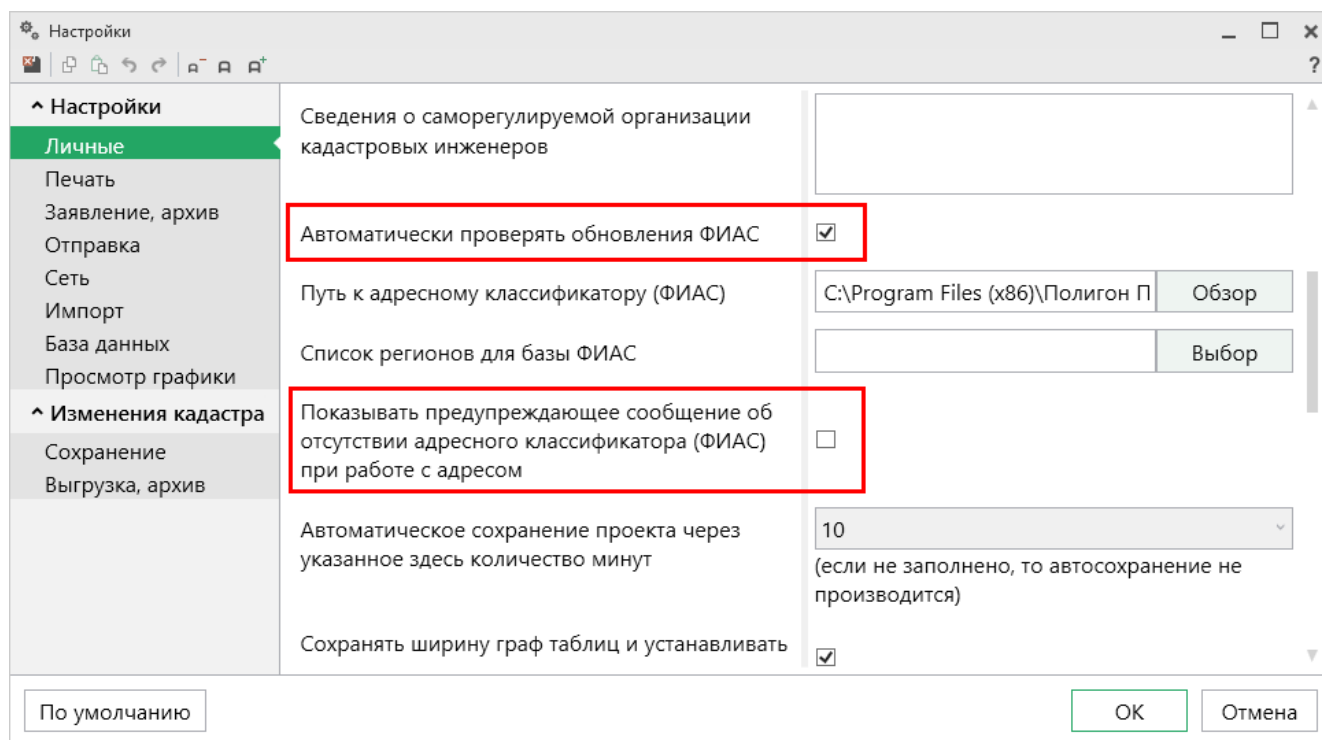 Настройки
?
Настройки
Личные
Печать
Заявление, архив
Отправка
Сеть
Импорт
База данных
Просмотр графики
Изменения кадастра
Сохранение
Выгрузка, архив
Сведения о саморегулируемой организации
кадастровых инженеров
Автоматически проверять обновления ФИАС
Путь к адресному классификатору (ФИАС)
C:\Program Files (x86)\Полигон П
Обзор
Список регионов для базы ФИАС
Выбор
Показывать предупреждающее сообщение об
отсутствии адресного классификатора (ФИАС)
при работе с адресом
Автоматическое сохранение проекта через
указанное здесь количество минут
10
(если не заполнено, то автосохранение не
производится)
Сохранять ширину граф таблиц и устанавливать
По умолчанию
ОК
Отмена